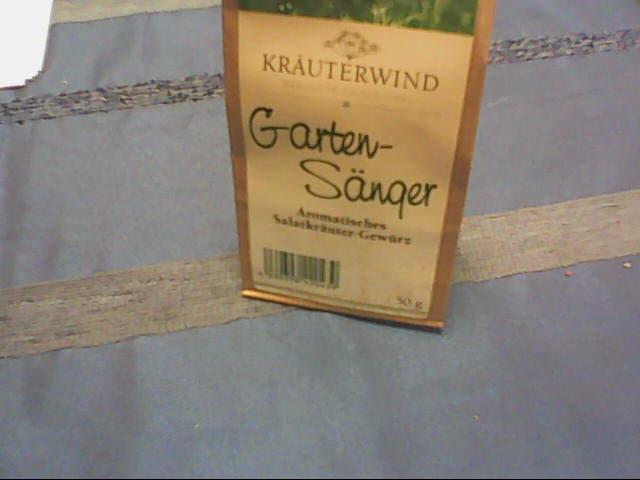 KRÄUTERWIND
Garten-
Sänger
Aromatisches
Salatkräuter-Gewürz
50 g